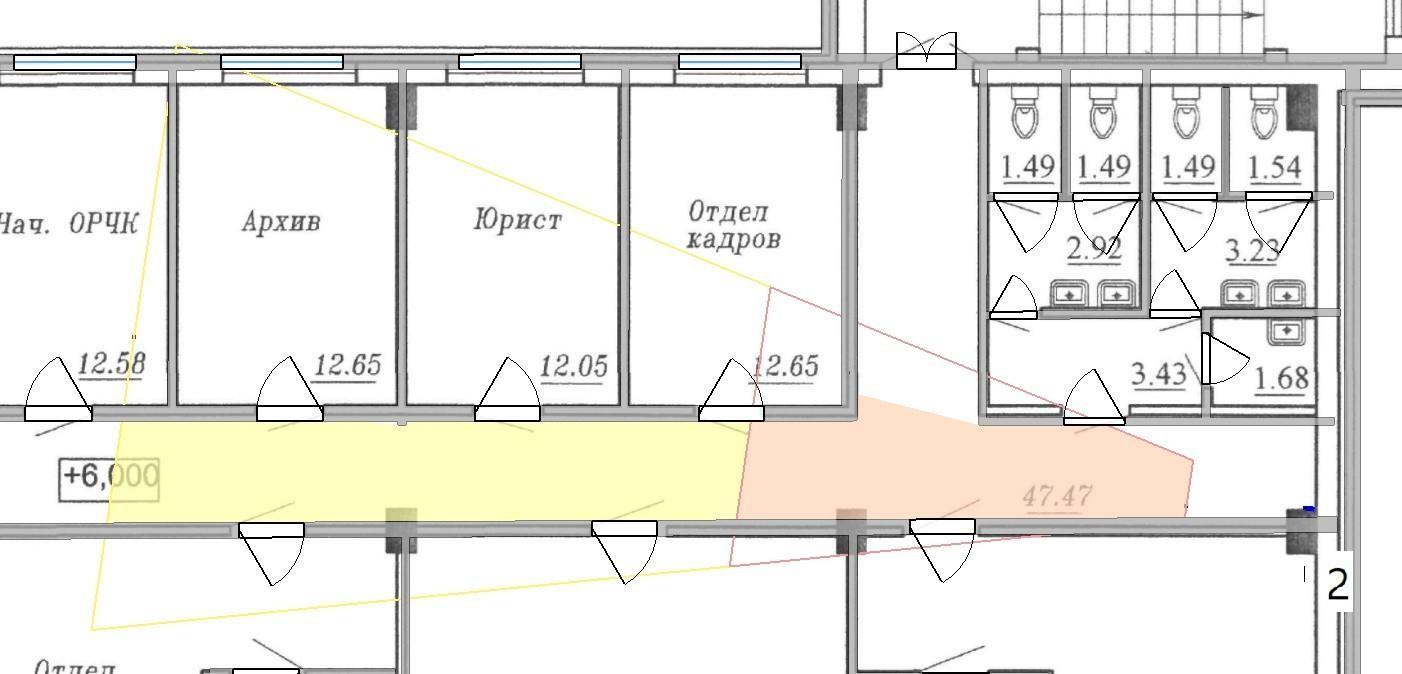 1.49
1.49
1.49
1.54
Нач. ОРЧК
Архив
Юрист
Отдел
кадров
2.92
3.23
12.58
12.65
12.05
12.65
3.43
1.68
+6,000
47.47
2
Отдел